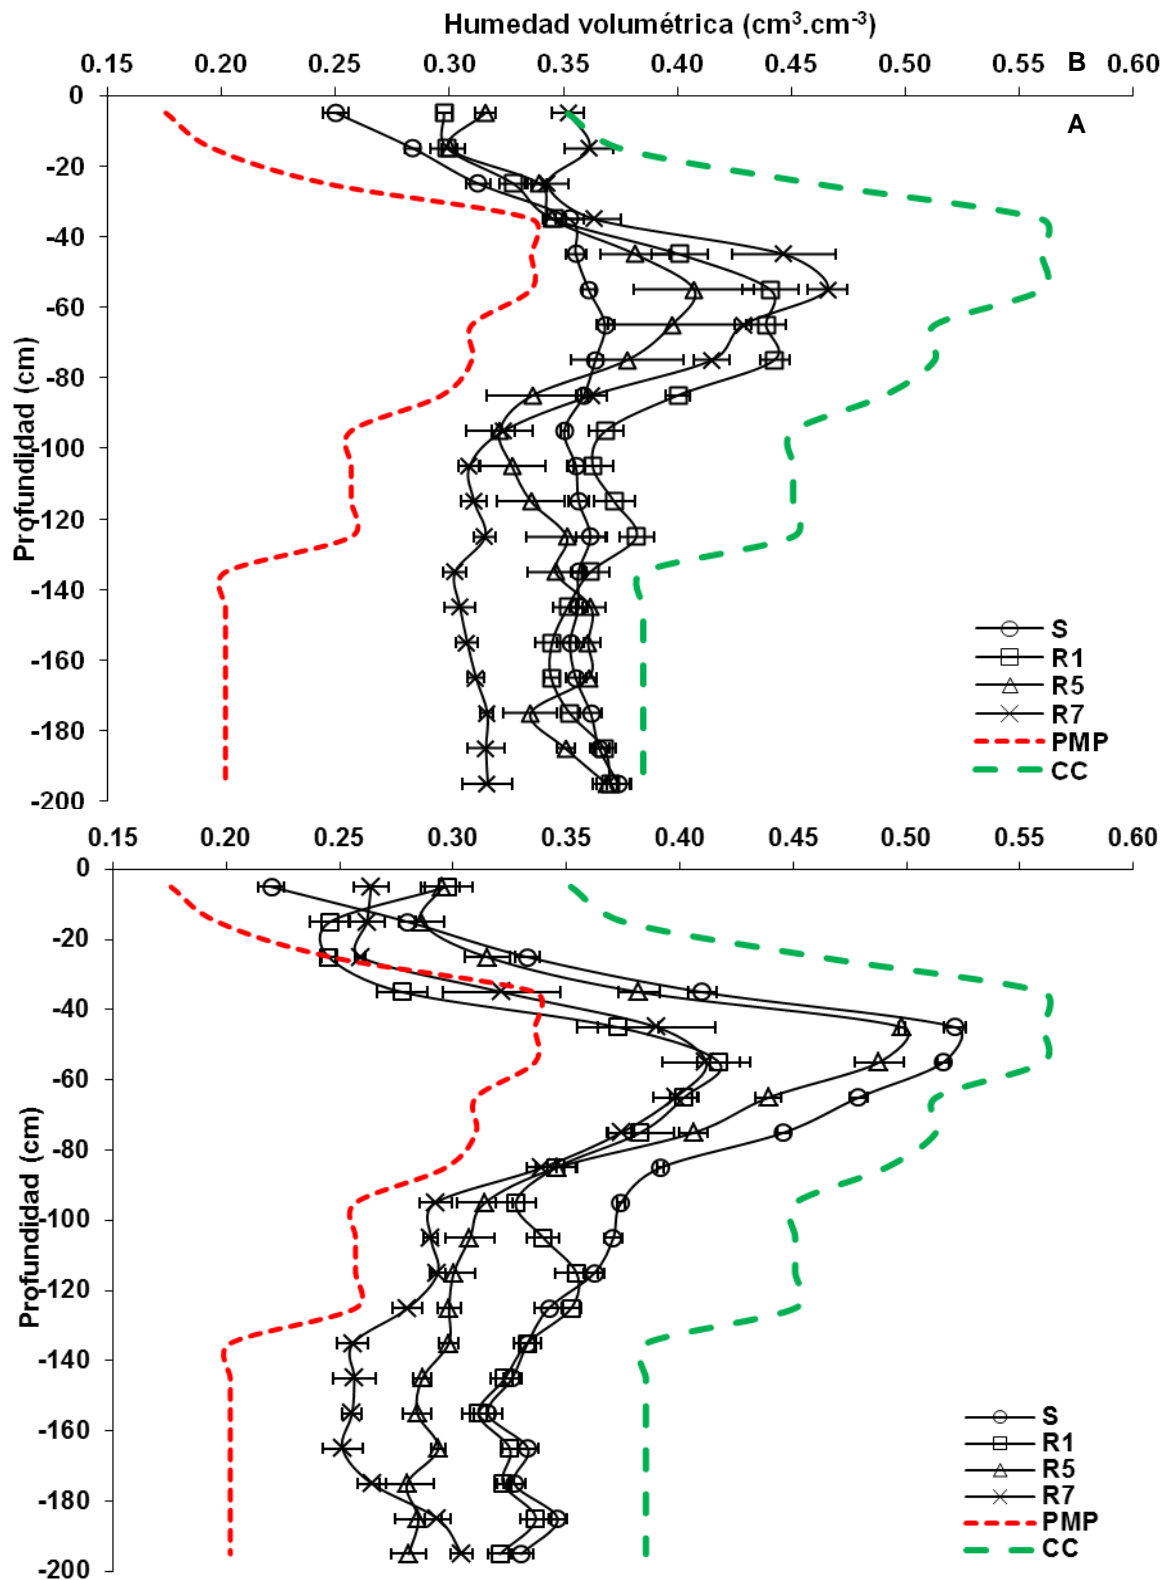 Humedad volumétrica (cm³.cm⁻³)
0.15 0.20 0.25 0.30 0.35 0.40 0.45 0.50 0.55 B 0.60
A
0
-20
-40
-60
-80
-100
-120
-140
-160
-180
-200
Profundidad (cm)
S
R1
R5
R7
PMP
CC
0.15 0.20 0.25 0.30 0.35 0.40 0.45 0.50 0.55 0.60
0
-20
-40
-60
-80
-100
-120
-140
-160
-180
-200
Profundidad (cm)
S
R1
R5
R7
PMP
CC